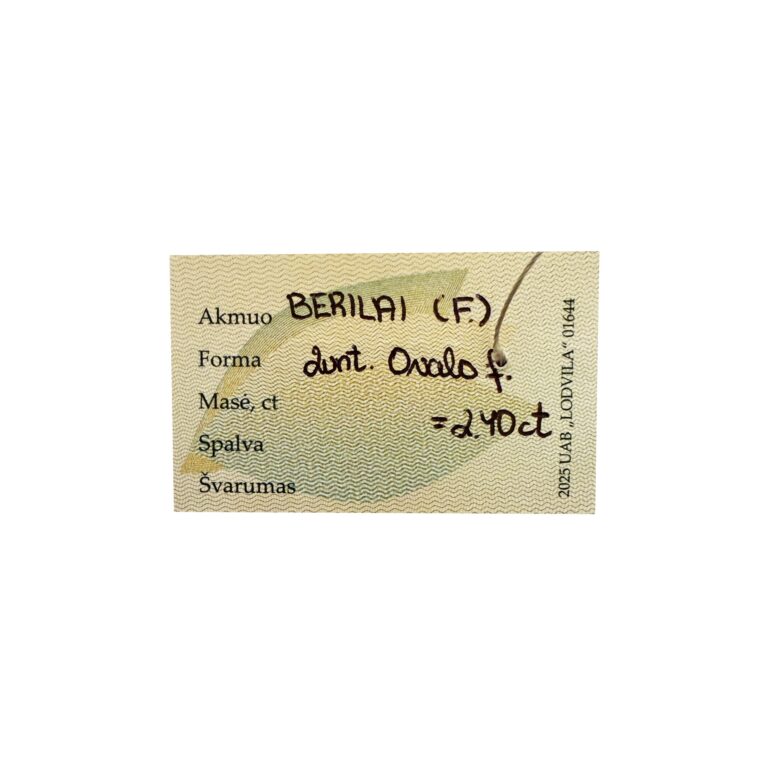 Akmuo BERILAI (F.)
Forma Ovalo f.
Masė, ct =2.40ct
Spalva
Švarumas
2025 UAB „LODVILA“ 01644